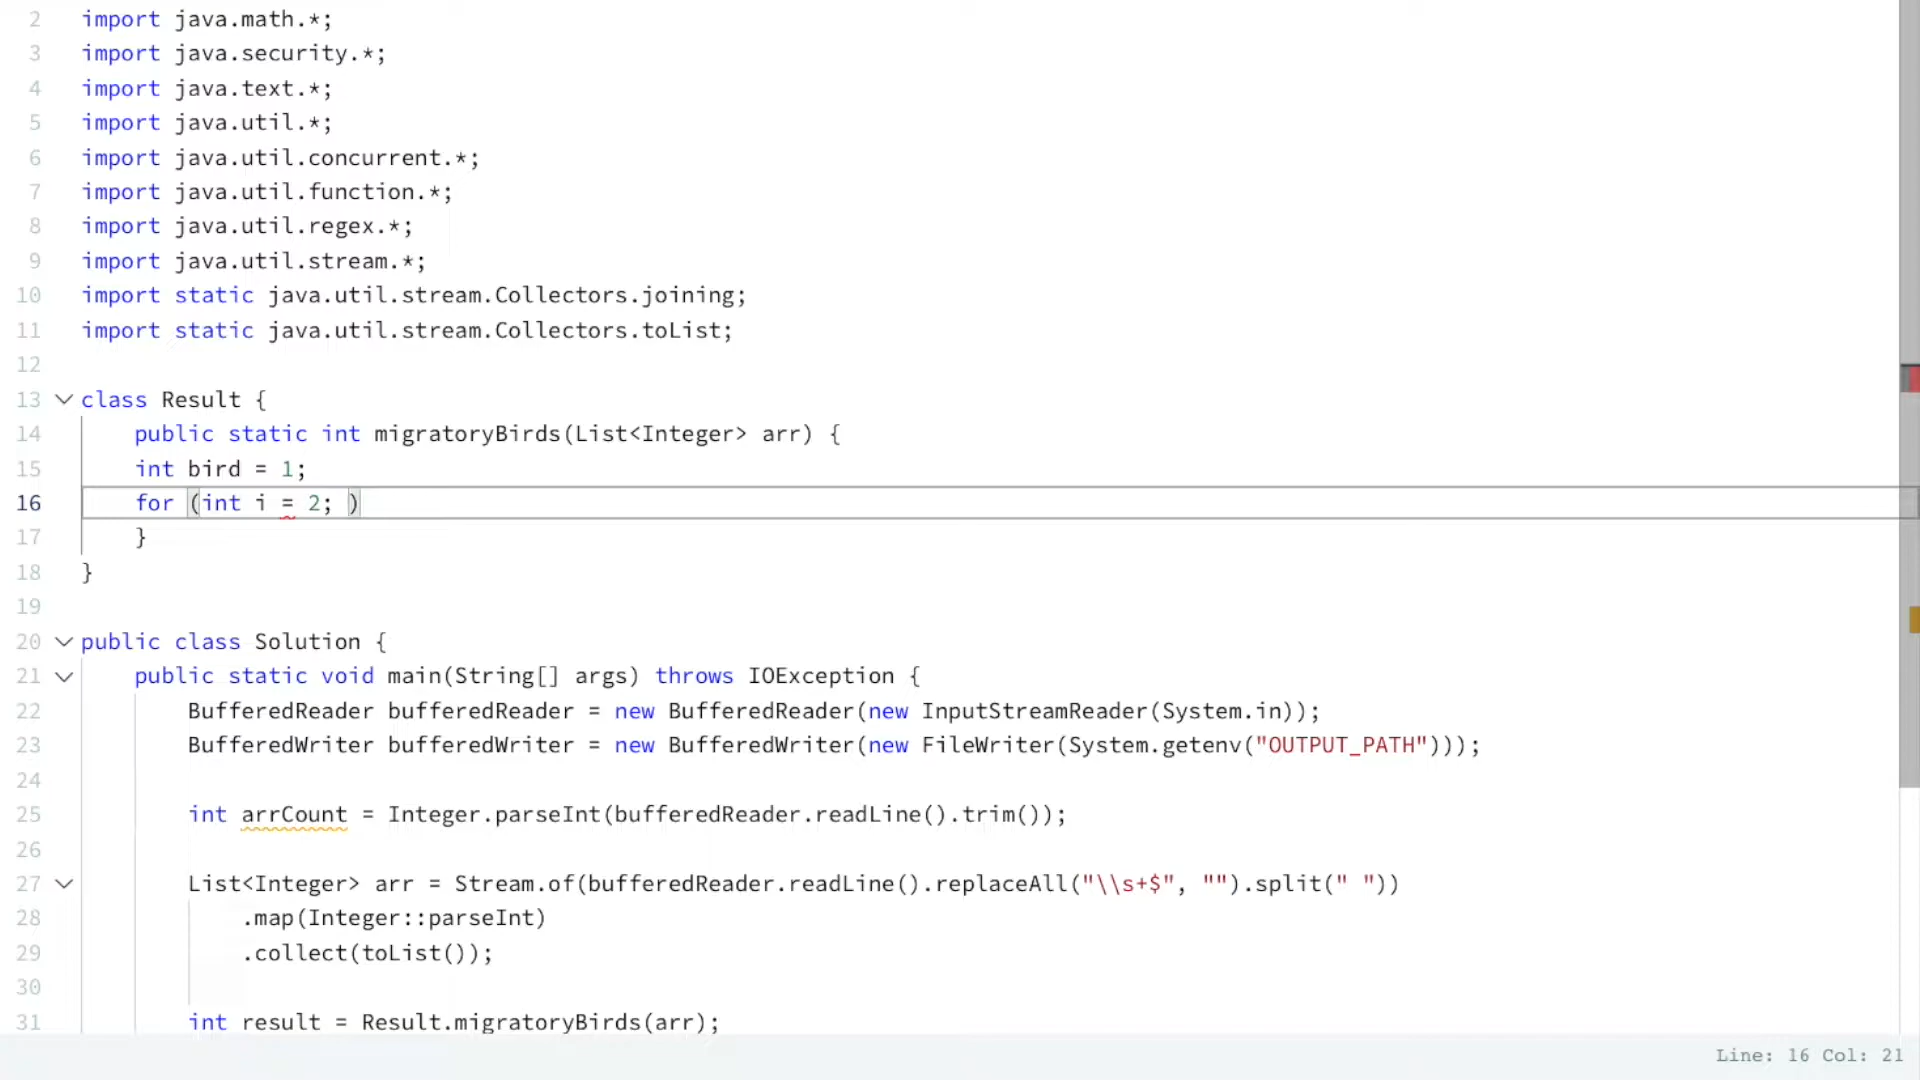 2 import java.math.*;
3 import java.security.*;
4 import java.text.*;
5 import java.util.*;
6 import java.util.concurrent.*;
7 import java.util.function.*;
8 import java.util.regex.*;
9 import java.util.stream.*;
10 import static java.util.stream.Collectors.joining;
11 import static java.util.stream.Collectors.toList;
12
13 class Result {
14     public static int migratoryBirds(List<Integer> arr) {
15     int bird = 1;
16     for (int i = 2; )
17     }
18 }
19
20 public class Solution {
21     public static void main(String[] args) throws IOException {
22         BufferedReader bufferedReader = new BufferedReader(new InputStreamReader(System.in));
23         BufferedWriter bufferedWriter = new BufferedWriter(new FileWriter(System.getenv("OUTPUT_PATH")));
24
25         int arrCount = Integer.parseInt(bufferedReader.readLine().trim());
26
27         List<Integer> arr = Stream.of(bufferedReader.readLine().replaceAll("\\s+$", "").split(" "))
28             .map(Integer::parseInt)
29             .collect(toList());
30
31         int result = Result.migratoryBirds(arr);
Line: 16 Col: 21